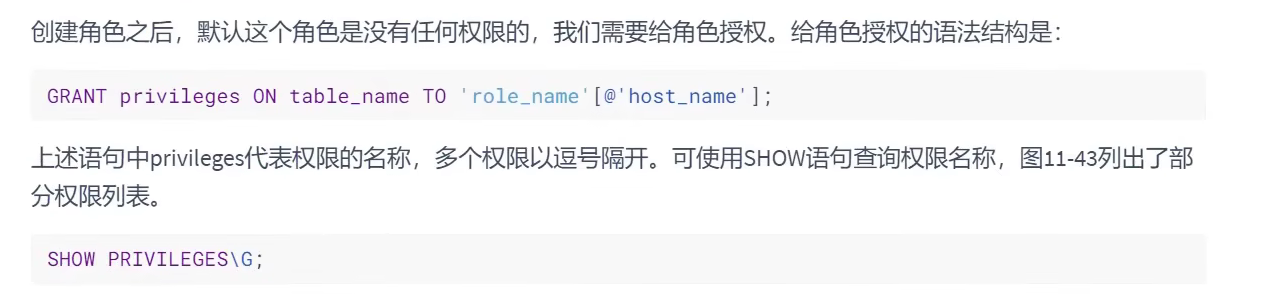 创建角色之后，默认这个角色是没有任何权限的，我们需要给角色授权。给角色授权的语法结构是：
GRANT privileges ON table_name TO 'role_name'[@'host_name'];
上述语句中privileges代表权限的名称，多个权限以逗号隔开。可使用SHOW语句查询权限名称，图11-43列出了部
分权限列表。
SHOW PRIVILEGES\G;